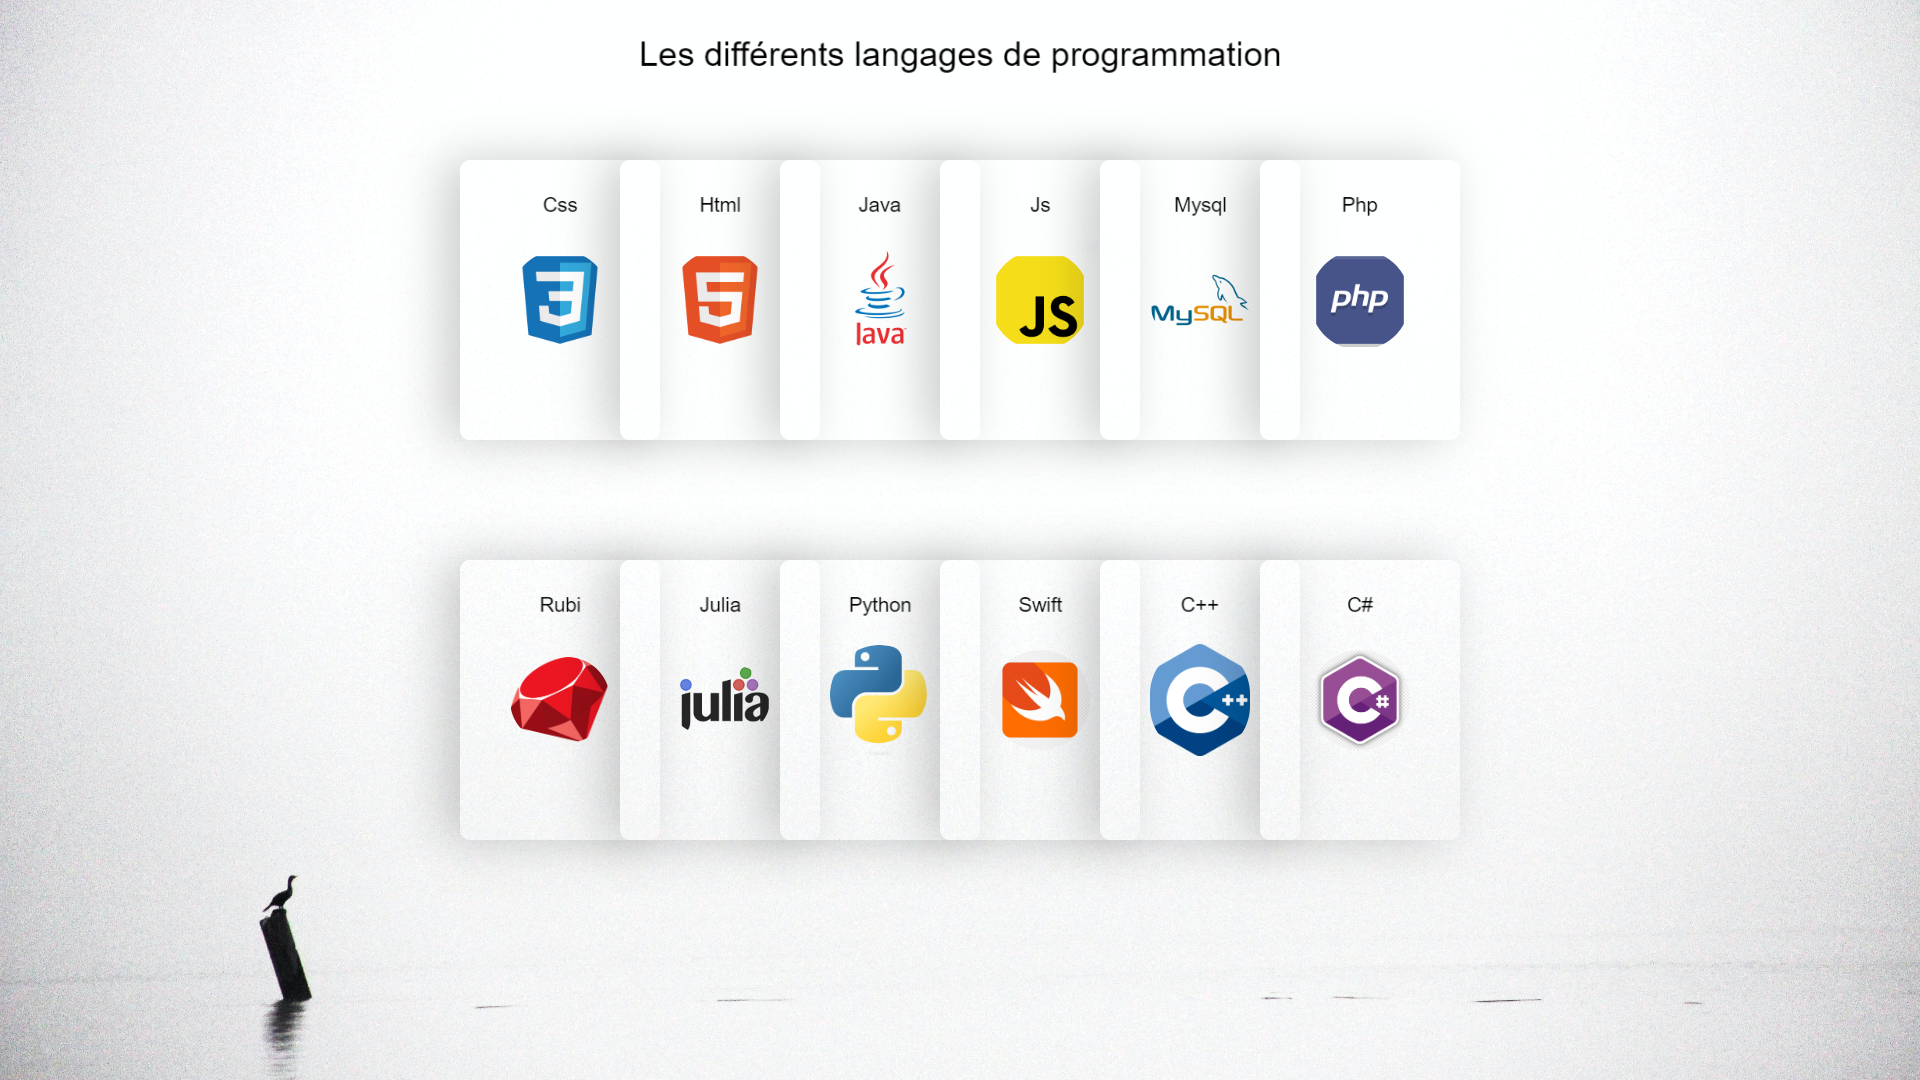 Les différents langages de programmation
Css
Html
Java
Js
Mysql
Php
3
5
Java
JS
MySQL
php
Rubi
Julia
Python
Swift
C++
C#
julia
C++
C#